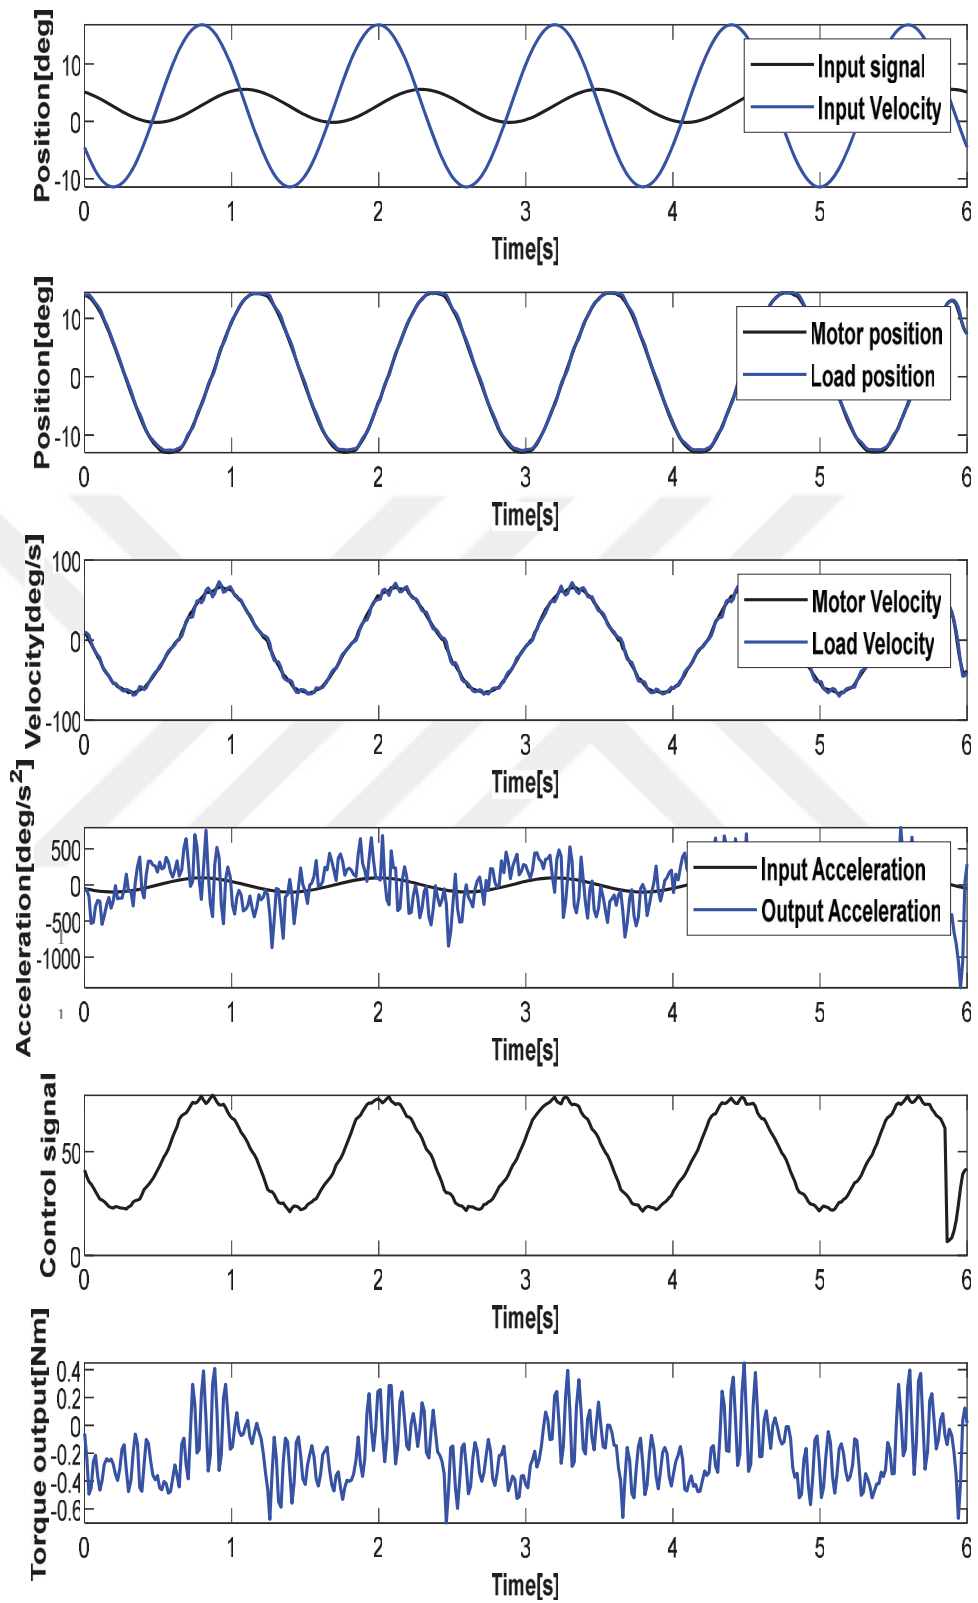 Position[deg]
10
0
-10
Input signal
Input Velocity
0 1 2 3 4 5 6
Time[s]
Position[deg]
10
0
-10
Motor position
Load position
0 1 2 3 4 5 6
Time[s]
Velocity[deg/s]
100
0
-100
Motor Velocity
Load Velocity
0 1 2 3 4 5 6
Time[s]
Acceleration[deg/s²]
500
0
-500
1
-1000
Input Acceleration
Output Acceleration
1
0 1 2 3 4 5 6
Time[s]
Control signal
50
0
0 1 2 3 4 5 6
Time[s]
Torque output[Nm]
0.4
0.2
0
-0.2
-0.4
-0.6
0 1 2 3 4 5 6
Time[s]